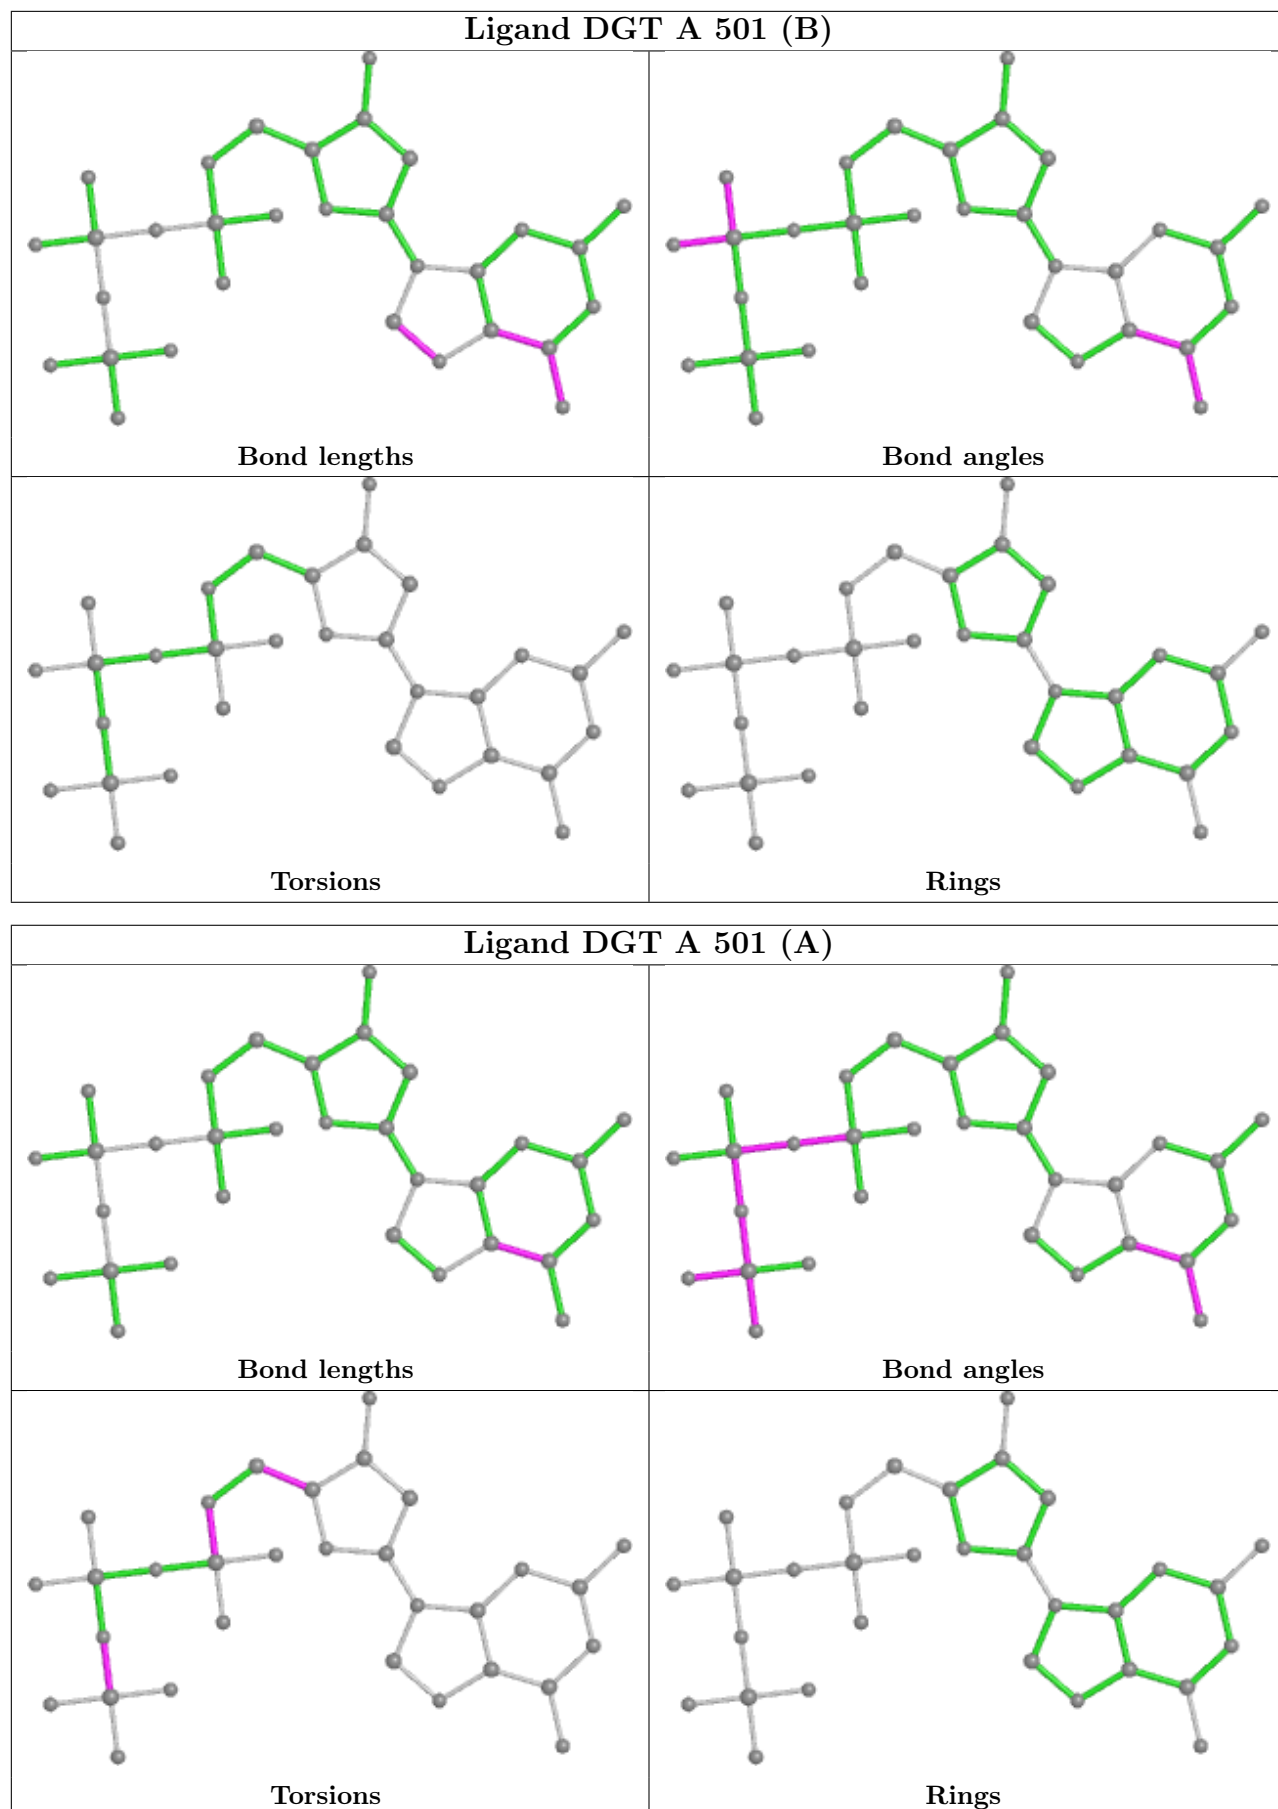 Ligand DGT A 501 (B)
Bond lengths
Bond angles
Torsions
Rings
Ligand DGT A 501 (A)
Bond lengths
Bond angles
Torsions
Rings